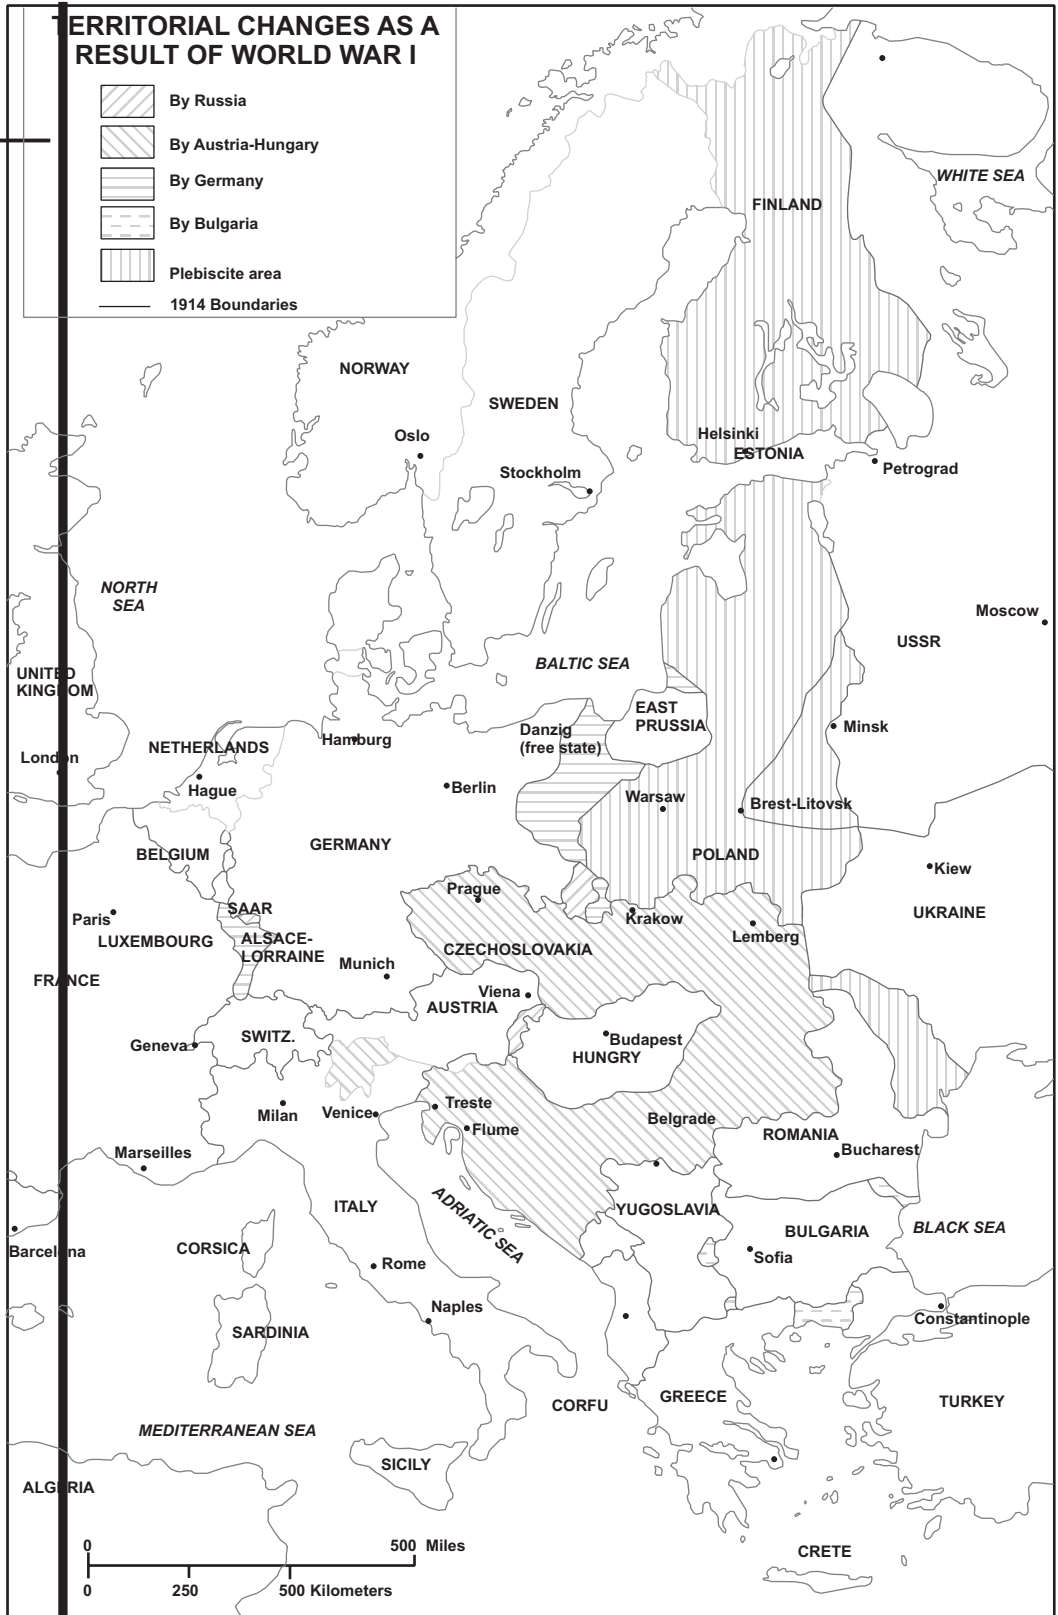 TERRITORIAL CHANGES AS A
RESULT OF WORLD WAR I
By Russia
By Austria-Hungary
By Germany
By Bulgaria
Plebiscite area
1914 Boundaries
WHITE SEA
FINLAND
NORWAY
SWEDEN
Oslo
Helsinki
ESTONIA
Petrograd
Stockholm
NORTH
SEA
Moscow
USSR
BALTIC SEA
UNITED
KINGDOM
EAST
PRUSSIA
Danzig
(free state)
Minsk
Hamburg
NETHERLANDS
London
Hague
Berlin
Warsaw
Brest-Litovsk
GERMANY
BELGIUM
POLAND
Kiew
Prague
SAAR
Paris
Krakow
UKRAINE
LUXEMBOURG
ALSACE-
LORRAINE
CZECHOSLOVAKIA
Lemberg
Munich
FRANCE
Viena
AUSTRIA
SWITZ.
Geneva
Budapest
HUNGRY
Milan
Venice
Treste
Flume
Belgrade
ROMANIA
Bucharest
Marseilles
ITALY
ADRIATIC SEA
YUGOSLAVIA
BULGARIA
BLACK SEA
Barcelona
CORSICA
Sofia
Rome
Naples
Constantinople
SARDINIA
CORFU
GREECE
TURKEY
MEDITERRANEAN SEA
SICILY
ALGERIA
CRETE
0 500 Miles
0 250 500 Kilometers